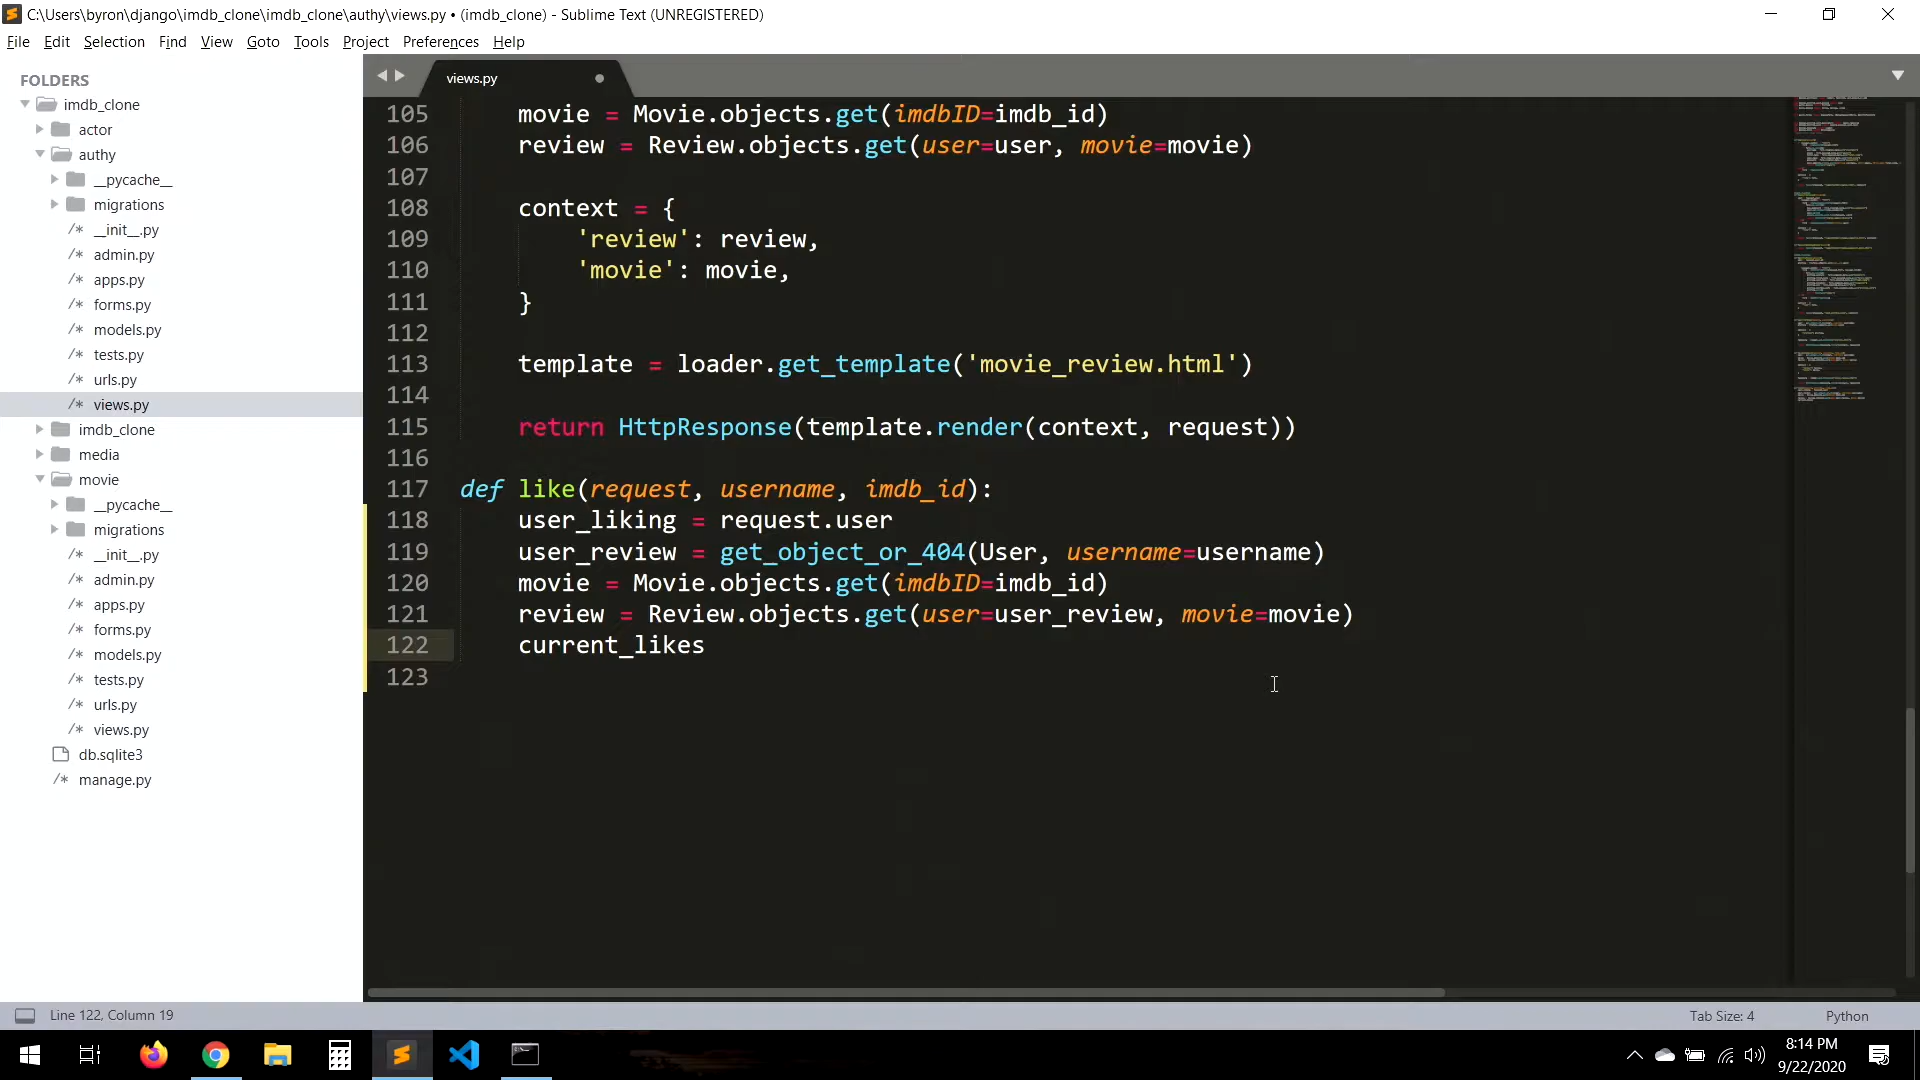 C:\Users\byron\django\imdb_clone\imdb_clone\authy\views.py • (imdb_clone) - Sublime Text (UNREGISTERED)
File Edit Selection Find View Goto Tools Project Preferences Help
FOLDERS
imdb_clone
actor
authy
__pycache__
migrations
/* __init__.py
/* admin.py
/* apps.py
/* forms.py
/* models.py
/* tests.py
/* urls.py
/* views.py
imdb_clone
media
movie
__pycache__
migrations
/* __init__.py
/* admin.py
/* apps.py
/* forms.py
/* models.py
/* tests.py
/* urls.py
/* views.py
db.sqlite3
/* manage.py
views.py
105 movie = Movie.objects.get(imdbID=imdb_id)
106 review = Review.objects.get(user=user, movie=movie)
107
108 context = {
109 'review': review,
110 'movie': movie,
111 }
112
113 template = loader.get_template('movie_review.html')
114
115 return HttpResponse(template.render(context, request))
116
117 def like(request, username, imdb_id):
118 user_liking = request.user
119 user_review = get_object_or_404(User, username=username)
120 movie = Movie.objects.get(imdbID=imdb_id)
121 review = Review.objects.get(user=user_review, movie=movie)
122 current_likes
123
Line 122, Column 19
Tab Size: 4
Python
8:14 PM
9/22/2020